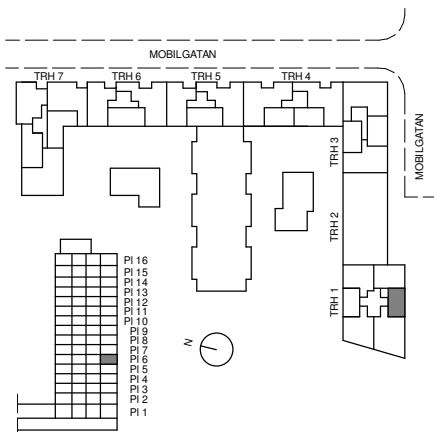 MOBILGATAN
TRH 7
TRH 6
TRH 5
TRH 4
MOBILGATAN
TRH 3
TRH 2
TRH 1
Pl 16
Pl 15
Pl 14
Pl 13
Pl 12
Pl 11
Pl 10
Pl 9
Pl 8
Pl 7
Pl 6
Pl 5
Pl 4
Pl 3
Pl 2
Pl 1
N